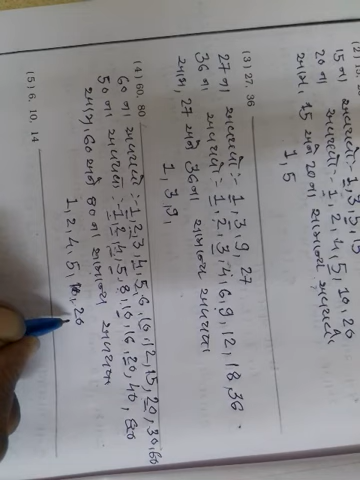 15 ના અવયવો :- 1, 3, 5, 15
20 ના અવયવો :- 1, 2, 4, 5, 10, 20
આમ, 15 અને 20 ના સામાન્ય અવયવો
1, 5
(3) 27, 36
27 ના અવયવો :- 1, 3, 9, 27
36 ના અવયવો :- 1, 2, 3, 4, 6, 9, 12, 18, 36.
આમ, 27 અને 36 ના સામાન્ય અવયવો
1, 3, 9,
(4) 60, 80
60 ના અવયવો :- 1, 2, 3, 4, 5, 6, 10, 12, 15, 20, 30, 60
80 ના અવયવો :- 1, 2, 4, 5, 8, 10, 16, 20, 40, 80
આમ, 60 અને 80 ના સામાન્ય અવયવો
1, 2, 4, 5, 10, 20
(5) 6, 10, 14